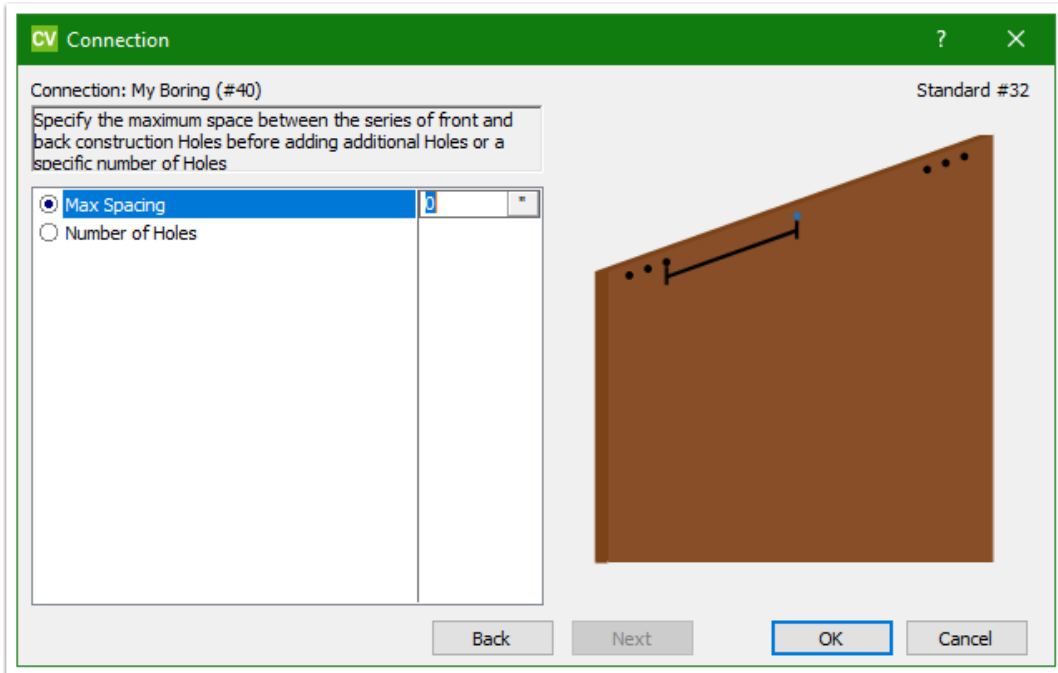 CV Connection ?
Connection: My Boring (#40) Standard #32
Specify the maximum space between the series of front and
back construction Holes before adding additional Holes or a
specific number of Holes
Max Spacing 0 "
Number of Holes
Back Next OK Cancel